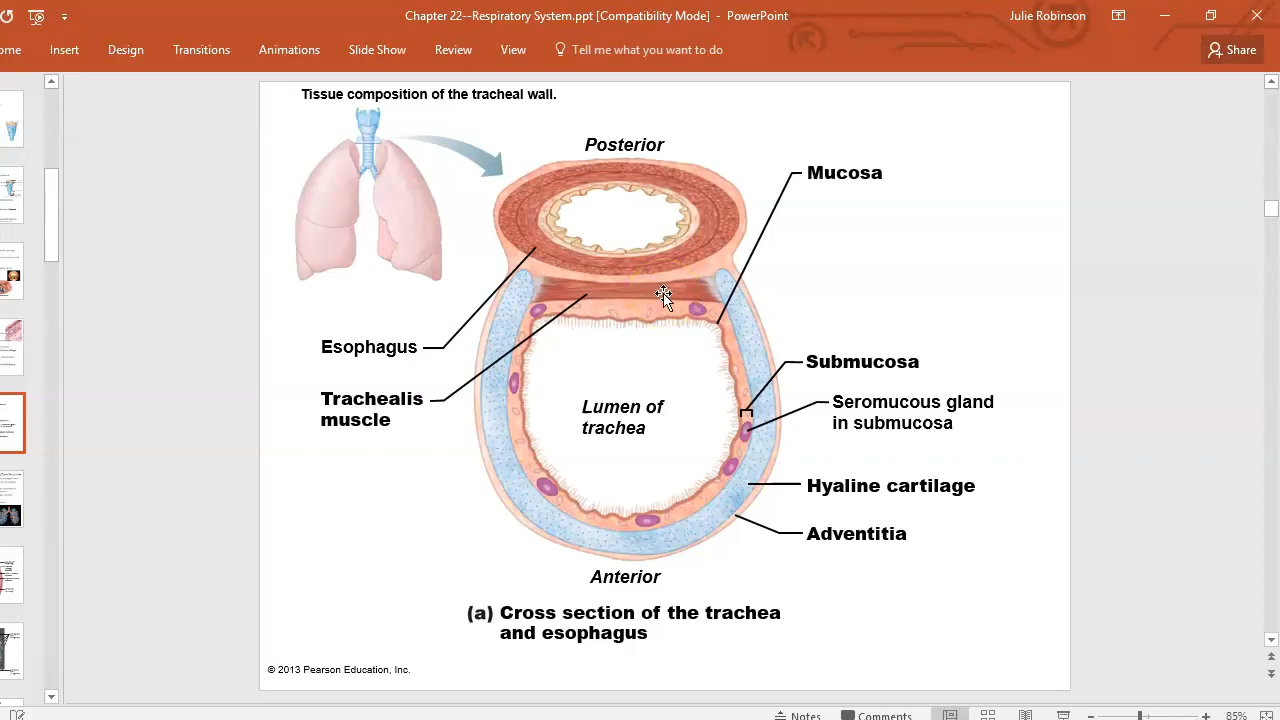 Chapter 22--Respiratory System.ppt [Compatibility Mode] - PowerPoint
Julie Robinson
ome Insert Design Transitions Animations Slide Show Review View Tell me what you want to do
Share
Tissue composition of the tracheal wall.
Posterior
Mucosa
Esophagus
Trachealis
muscle
Lumen of
trachea
Submucosa
Seromucous gland
in submucosa
Hyaline cartilage
Adventitia
Anterior
(a) Cross section of the trachea
and esophagus
© 2013 Pearson Education, Inc.
Notes Comments 85%